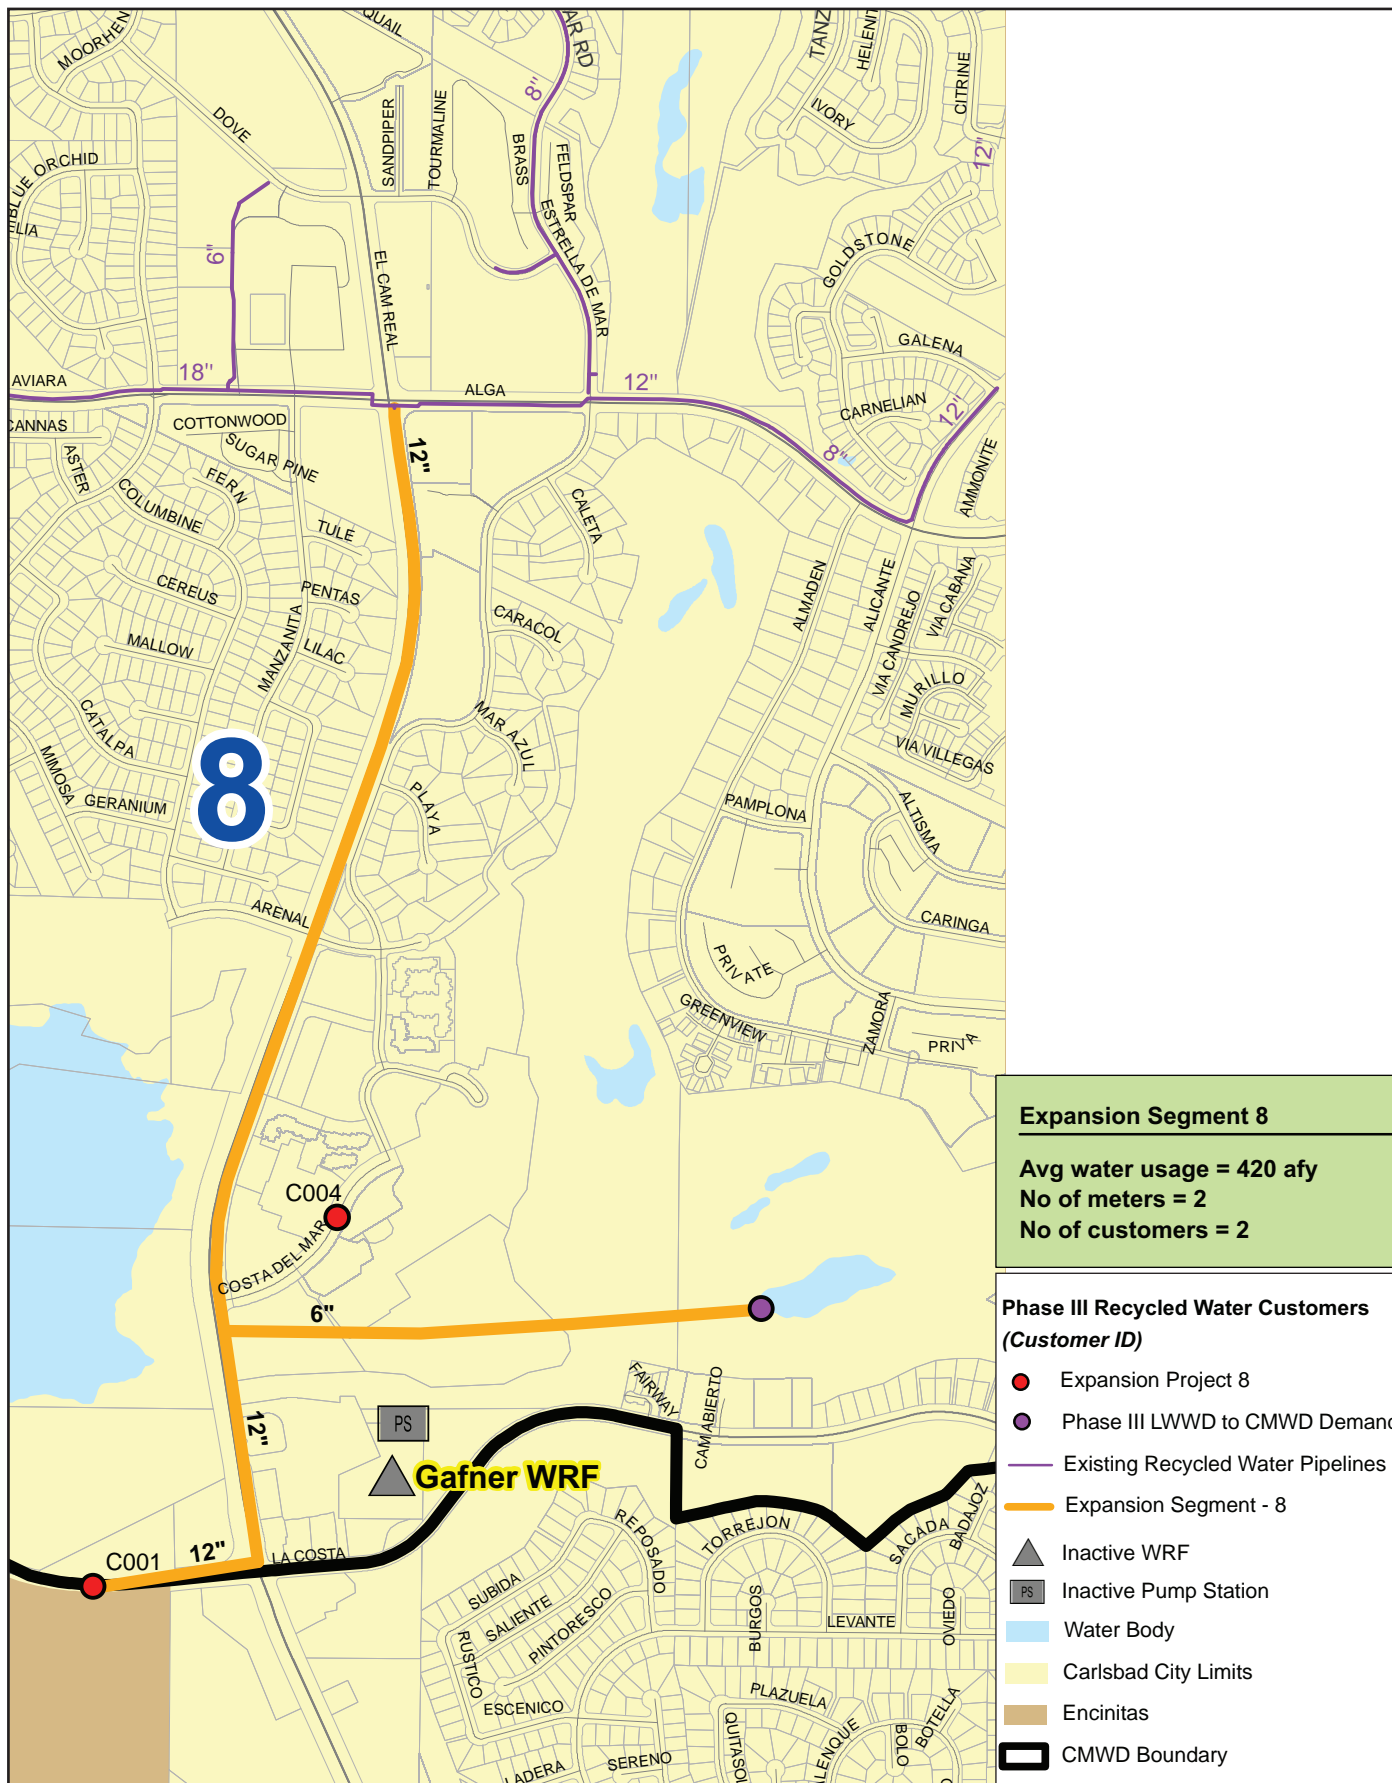 QUAIL
AR RD
TANZ
HELENIT
MOORHEN
CITRINE
8"
IVORY
DOVE
SANDPIPER
TOURMALINE
BRASS
FELDSPAR
12"
BLUE ORCHID
ELIA
ESTRELLA DE MAR
GOLDSTONE
6"
EL CAM REAL
GALENA
AVIARA
18"
ALGA
12"
CARNELIAN
12"
CANNAS
COTTONWOOD
SUGAR PINE
12"
8"
AMMONITE
ASTER
FERN
COLUMBINE
CALETA
TULE
CEREUS
PENTAS
ALMADEN
ALICANTE
VIA CABANA
MALLOW
MANZANITA
LILAC
CARACOL
VIA CANDREJO
MURILLO
CATALPA
MAR AZUL
VIA VILLEGAS
MIMOSA
8
GERANIUM
PLAYA
PAMPLONA
ALTISMA
ARENAL
CARINGA
PRIVATE
GREENVIEW
ZAMORA
PRIVA
Expansion Segment 8
Avg water usage = 420 afy
No of meters = 2
No of customers = 2
C004
COSTA DEL MAR
6"
Phase III Recycled Water Customers
(Customer ID)
Expansion Project 8
Phase III LWWD to CMWD Demand
Existing Recycled Water Pipelines
Expansion Segment - 8
Inactive WRF
PS Inactive Pump Station
Water Body
Carlsbad City Limits
Encinitas
CMWD Boundary
FAIRWAY
CAM ABIERTO
12"
PS
Gafner WRF
BADAJOZ
REPOSADO
TORREJON
SACADA
C001
12"
LA COSTA
SUBIDA
SALIENTE
PINTORESCO
RUSTICO
BURGOS
LEVANTE
OVIEDO
ESCENICO
PLAZUELA
QUITASOL
ALENQUE
BOLO
BOTELLA
LADERA
SERENO